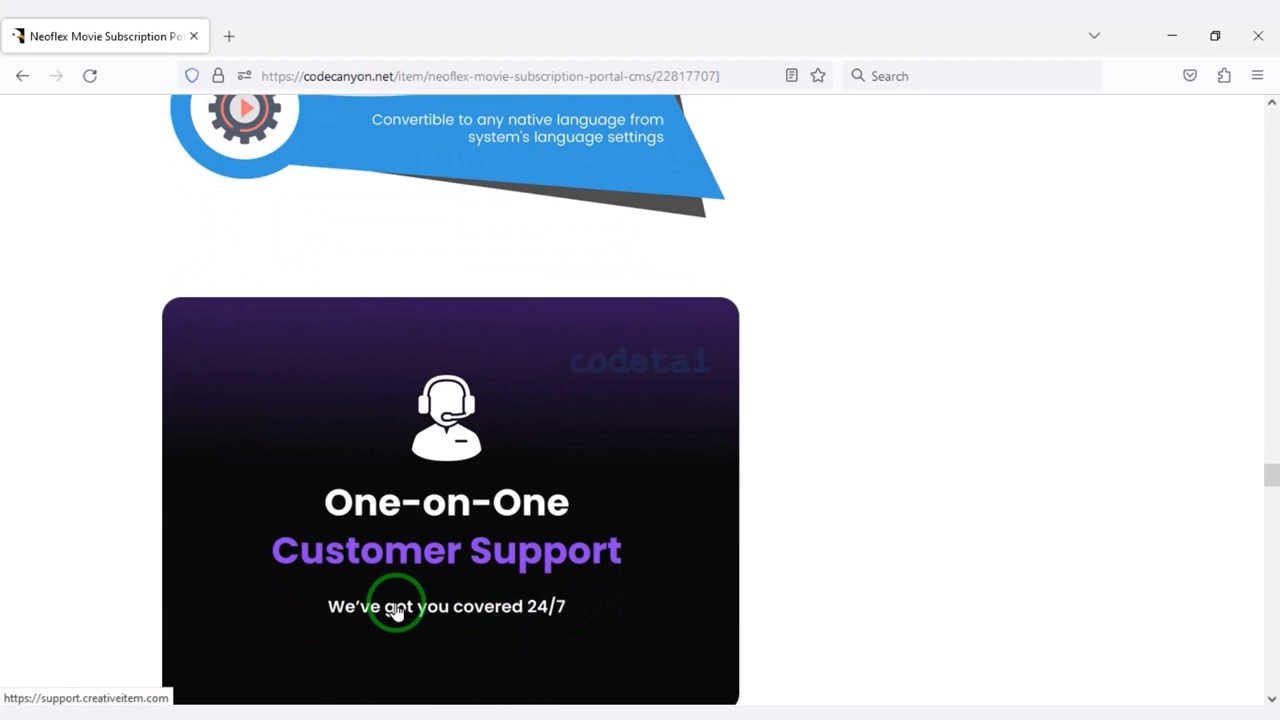 Neoflex Movie Subscription Po
https://codecanyon.net/item/neoflex-movie-subscription-portal-cms/22817707]
Search
Convertible to any native language from
system's language settings
codetai
One-on-One
Customer Support
We've got you covered 24/7
https://support.creativeitem.com